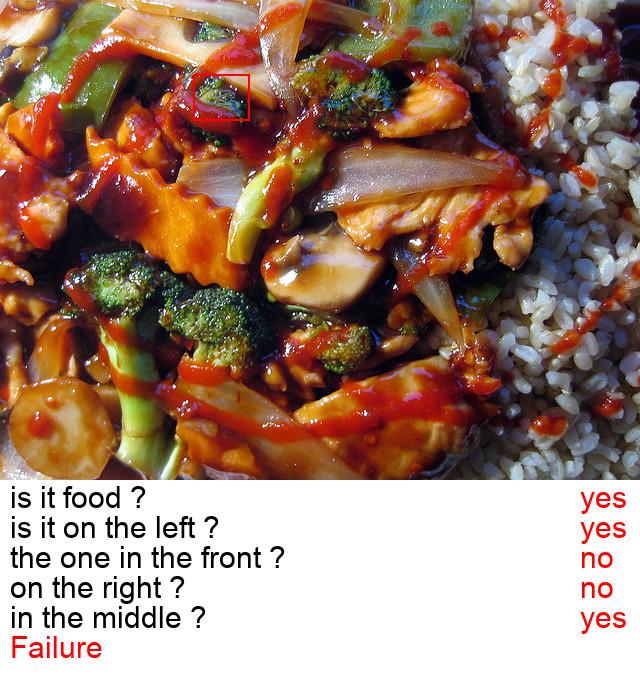 is it food ? yes
is it on the left ? yes
the one in the front ? no
on the right ? no
in the middle ? yes
Failure